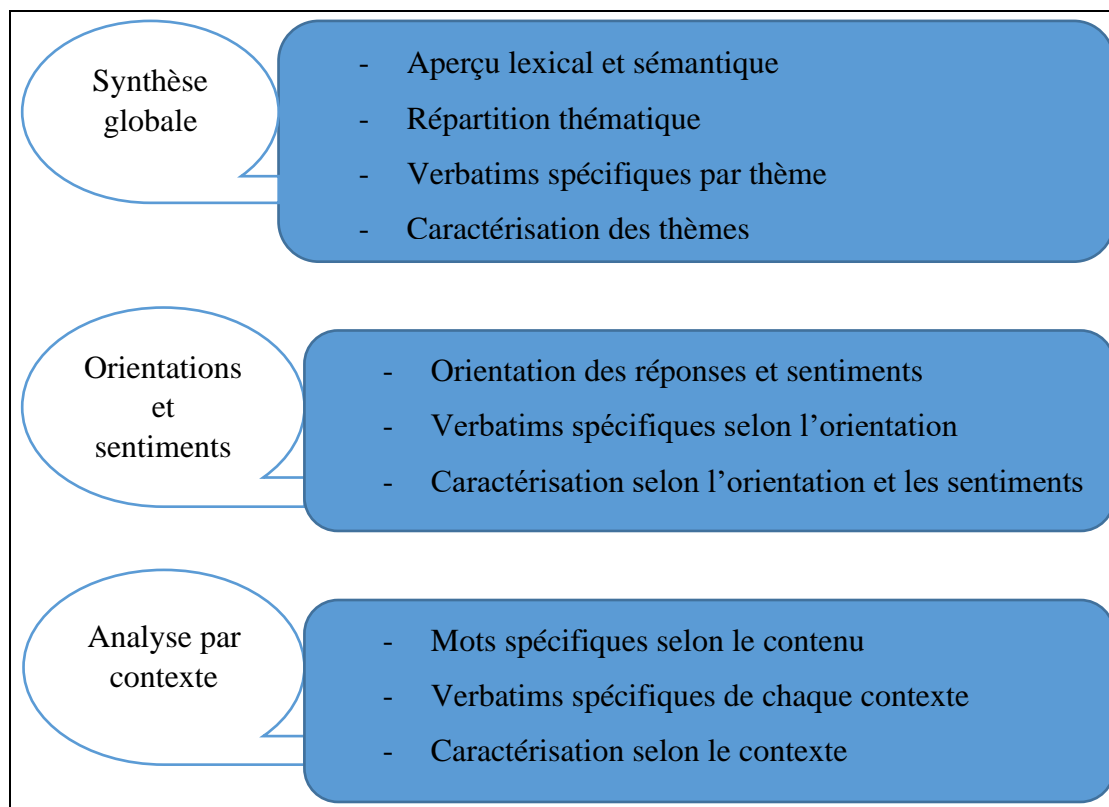 Synthèse
globale
- Aperçu lexical et sémantique
- Répartition thématique
- Verbatims spécifiques par thème
- Caractérisation des thèmes
Orientations
et
sentiments
- Orientation des réponses et sentiments
- Verbatims spécifiques selon l’orientation
- Caractérisation selon l’orientation et les sentiments
Analyse par
contexte
- Mots spécifiques selon le contenu
- Verbatims spécifiques de chaque contexte
- Caractérisation selon le contexte